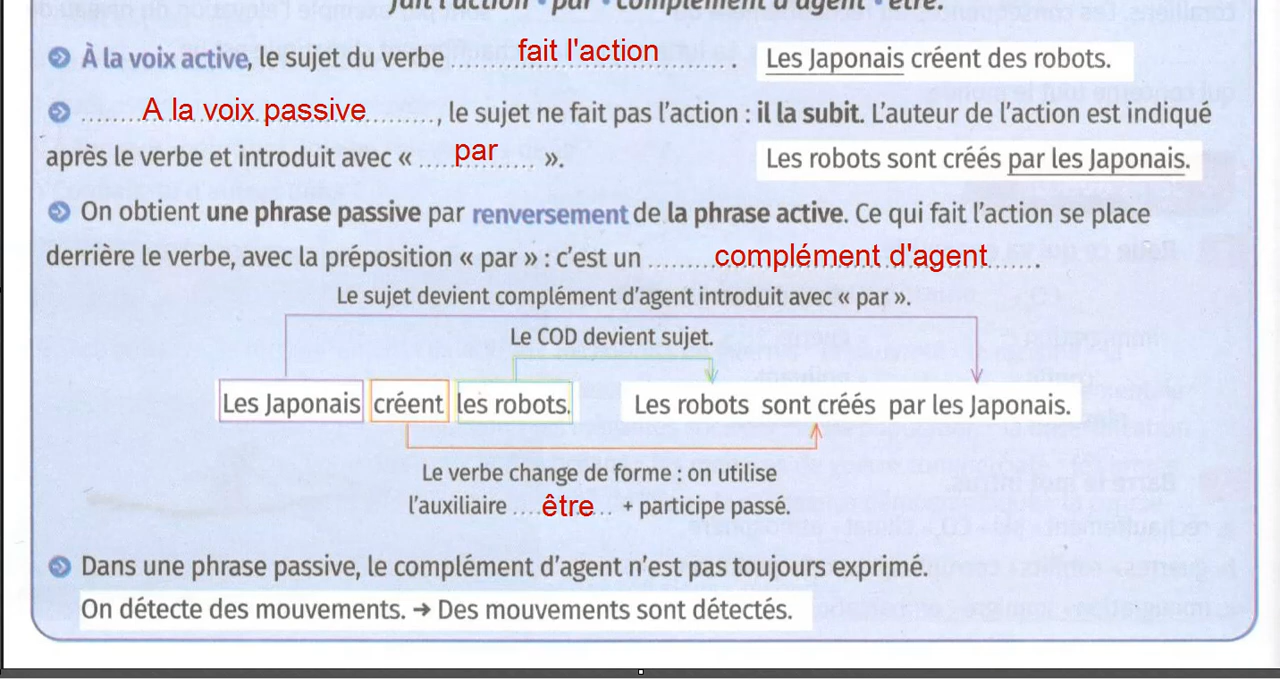 fait l'action • par • complément d'agent • être.
À la voix active, le sujet du verbe ... fait l'action ... . Les Japonais créent des robots.
... A la voix passive ..., le sujet ne fait pas l'action : il la subit. L'auteur de l'action est indiqué
après le verbe et introduit avec « ... par ... ». Les robots sont créés par les Japonais.
On obtient une phrase passive par renversement de la phrase active. Ce qui fait l'action se place
derrière le verbe, avec la préposition « par » : c'est un ... complément d'agent ... .
Le sujet devient complément d'agent introduit avec « par ».
Le COD devient sujet.
Les Japonais créent les robots. Les robots sont créés par les Japonais.
Le verbe change de forme : on utilise
l'auxiliaire ... être ... + participe passé.
Dans une phrase passive, le complément d'agent n'est pas toujours exprimé.
On détecte des mouvements. → Des mouvements sont détectés.